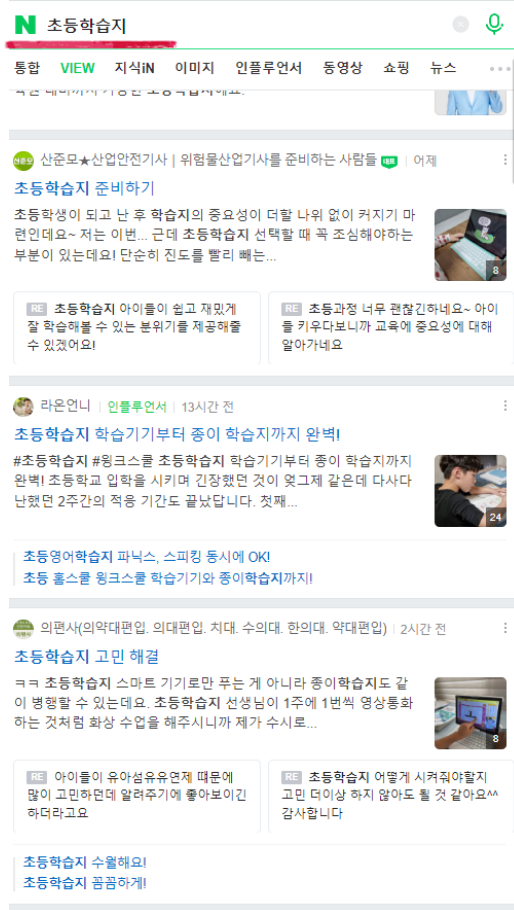 N 초등학습지
통합 VIEW 지식iN 이미지 인플루언서 동영상 쇼핑 뉴스
산준모★산업안전기사 | 위험물산업기사를 준비하는 사람들 대표 어제
초등학습지 준비하기
초등학생이 되고 난 후 학습지의 중요성이 더할 나위 없이 커지기 마
련인데요~ 저는 이번... 근데 초등학습지 선택할 때 꼭 조심해야하는
부분이 있는데요! 단순히 진도를 빨리 빼는...
8
RE 초등학습지 아이들이 쉽고 재밌게
잘 학습해볼 수 있는 분위기를 제공해줄
수 있겠어요!
RE 초등과정 너무 괜찮긴하네요~ 아이
들 키우다보니까 교육에 중요성에 대해
알아가네요
라온언니 인플루언서 13시간 전
초등학습지 학습기기부터 종이 학습지까지 완벽!
#초등학습지 #윙크스쿨 초등학습지 학습기기부터 종이 학습지까지
완벽! 초등학교 입학을 시키며 긴장했던 것이 엊그제 같은데 다사다
난했던 2주간의 적응 기간도 끝났답니다. 첫째...
24
초등영어학습지 파닉스, 스피킹 동시에 OK!
초등 홈스쿨 윙크스쿨 학습기기와 종이학습지까지!
의편사(의약대편입. 의대편입. 치대. 수의대. 한의대. 약대편입) 2시간 전
초등학습지 고민 해결
ㅋㅋ 초등학습지 스마트 기기로만 푸는 게 아니라 종이학습지도 같
이 병행할 수 있는데요. 초등학습지 선생님이 1주에 1번씩 영상통화
하는 것처럼 화상 수업을 해주시니까 제가 수시로...
8
RE 아이들이 유아섬유유연제 떄문에
많이 고민하던데 알려주기에 좋아보이긴
하더라고요
RE 초등학습지 어떻게 시켜줘야할지
고민 더이상 하지 않아도 될 것 같아요^^
감사합니다
초등학습지 수월해요!
초등학습지 꼼꼼하게!